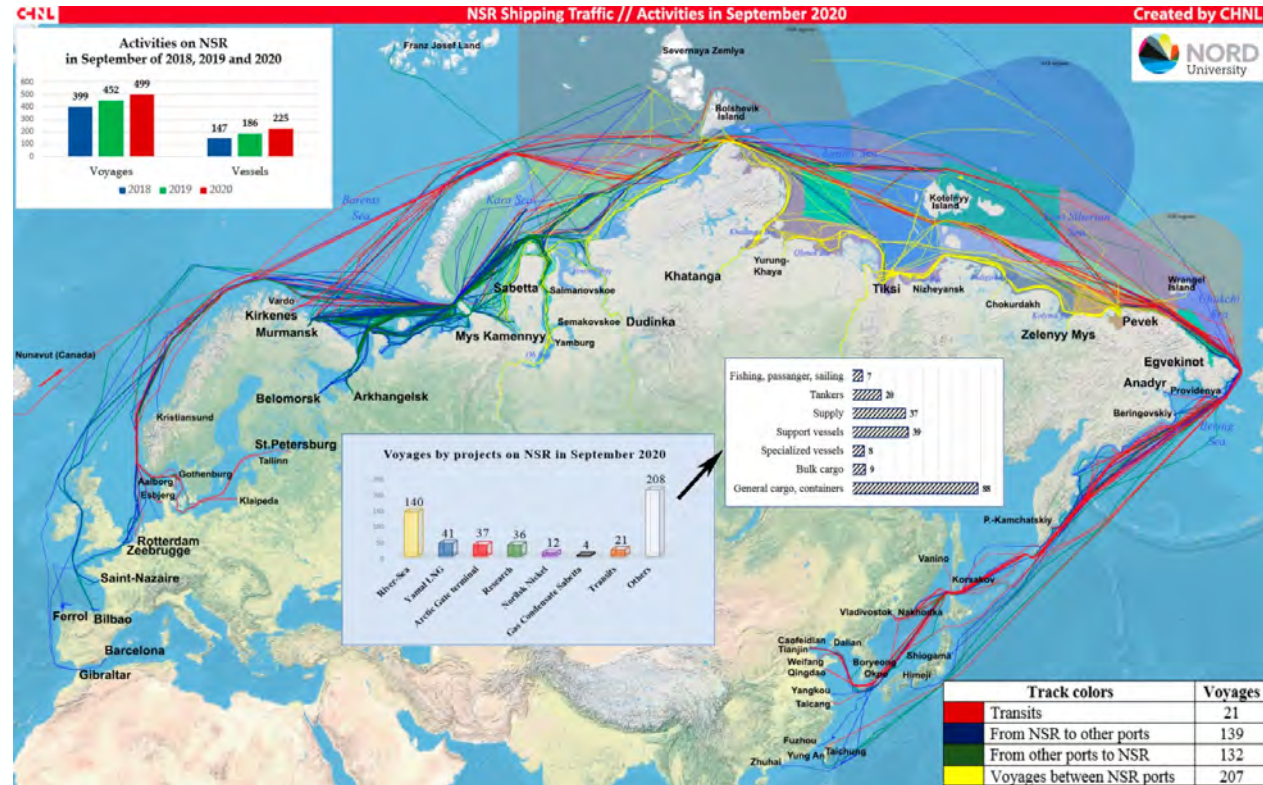 CHNL
NSR Shipping Traffic // Activities in September 2020
Created by CHNL
NORD
University
Activities on NSR
in September of 2018, 2019 and 2020
600
500
400
300
200
100
0
399
452
499
147
186
225
Voyages
Vessels
2018
2019
2020
Franz Josef Land
Severnaya Zemlya
Bolshevik
Island
Barents
Sea
Kara Sea
Kotelnyy
Island
East Siberian
Sea
Wrangel
Island
Vardo
Kirkenes
Murmansk
Sabetta
Salmanovskoe
Mys Kamennyy
Semakovskoe
Yamburg
Dudinka
Khatanga
Yurung-
Khaya
Tiksi
Nizheyansk
Chokurdakh
Zelenyy Mys
Pevek
Egvekinot
Anadyr
Providenya
Beringovskiy
Bering
Sea
Nunavut (Canada)
Belomorsk
Arkhangelsk
Kristiansund
St.Petersburg
Tallinn
Gothenburg
Aalborg
Esbjerg
Klaipeda
Rotterdam
Zeebrugge
Saint-Nazaire
Ferrol
Bilbao
Barcelona
Gibraltar
Fishing, passanger, sailing
7
Tankers
20
Supply
37
Support vessels
39
Specialized vessels
8
Bulk cargo
9
General cargo, containers
88
Voyages by projects on NSR in September 2020
140
41
37
36
12
4
21
208
River-Sea
Yamal LNG
Arctic Gate terminal
Research
Norilsk Nickel
Gas Condensate Sabetta
Transits
Others
P.-Kamchatskiy
Vanino
Korsakov
Vladivostok
Nakhodka
Caofeidian
Tianjin
Dalian
Weifang
Qingdao
Boryeong
Okpo
Shiogama
Himeji
Yangkou
Taicang
Fuzhou
Yung An
Taichung
Zhuhai
Track colors
Voyages
Transits
21
From NSR to other ports
139
From other ports to NSR
132
Voyages between NSR ports
207